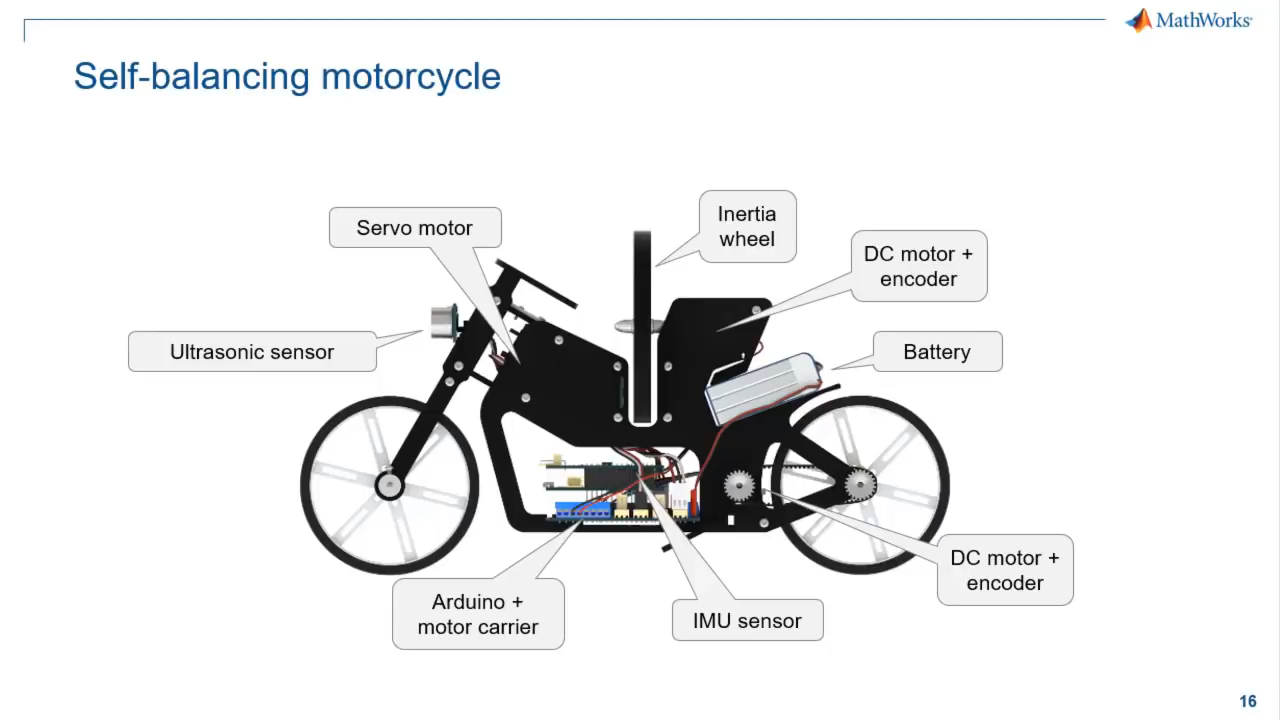 MathWorks
Self-balancing motorcycle
Servo motor
Inertia
wheel
DC motor +
encoder
Ultrasonic sensor
Battery
DC motor +
encoder
Arduino +
motor carrier
IMU sensor
16